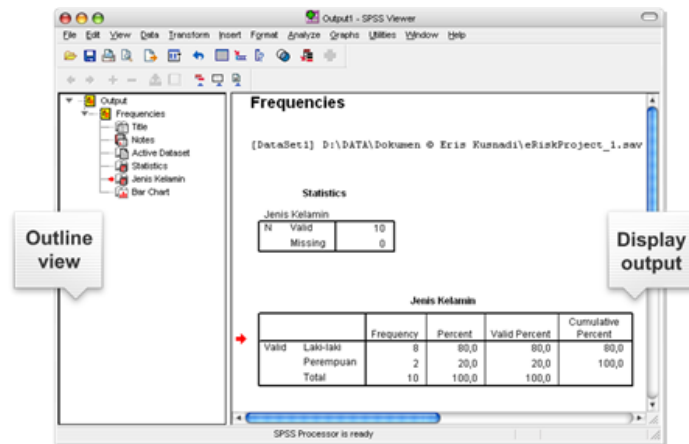 Output1 - SPSS Viewer
File Edit View Data Transform Insert Format Analyze Graphs Utilities Window Help
Output
Frequencies
Title
Notes
Active Dataset
Statistics
Jenis Kelamin
Bar Chart
Outline view
Frequencies
[DataSet1] D:\DATA\Dokumen © Eris Kusnadi\eRiskProject_1.sav
Statistics
Jenis Kelamin
N Valid 10
Missing 0
Display output
Jenis Kelamin
Frequency Percent Valid Percent Cumulative Percent
Valid Laki-laki 8 80,0 80,0 80,0
Perempuan 2 20,0 20,0 100,0
Total 10 100,0 100,0
SPSS Processor is ready